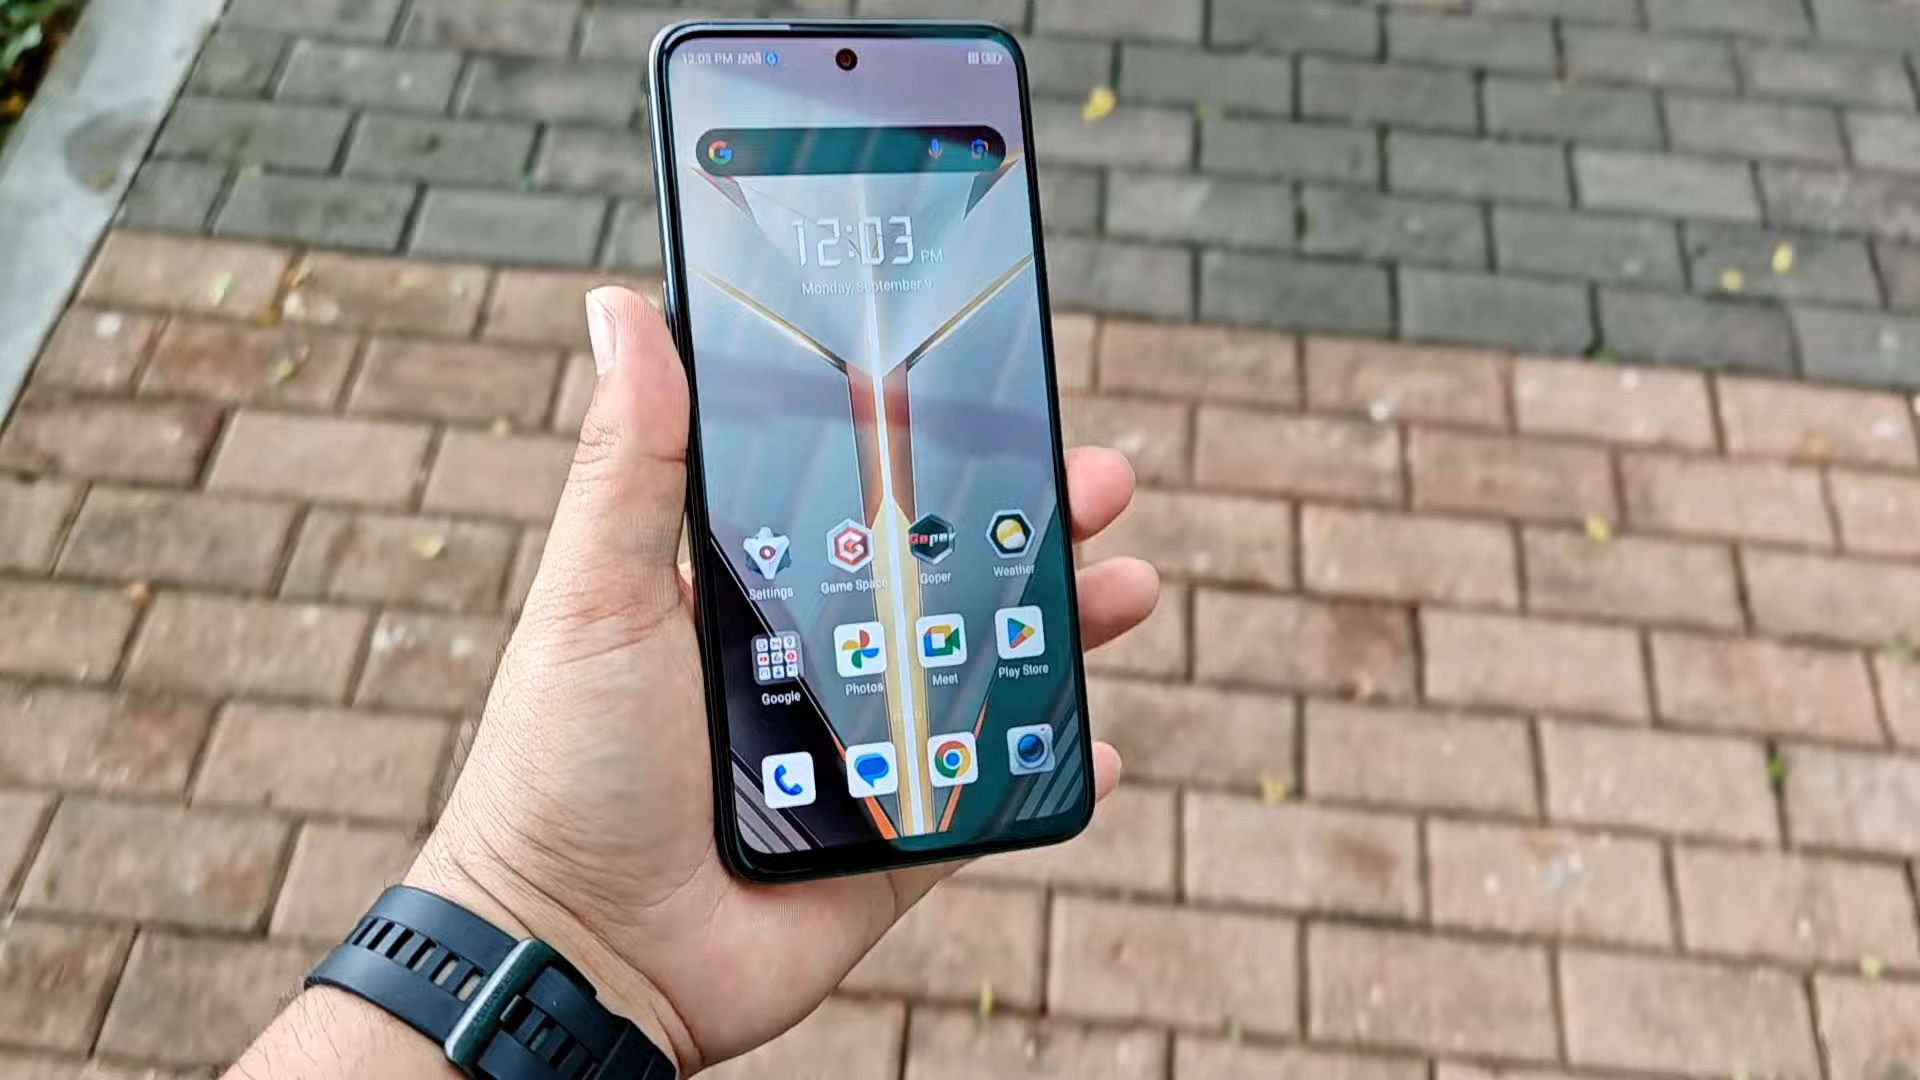 12:03 PM
12:03 PM
Monday, September 9
Settings
Game Space
Goper
Goper
Weather
Google
Photos
Meet
Play Store